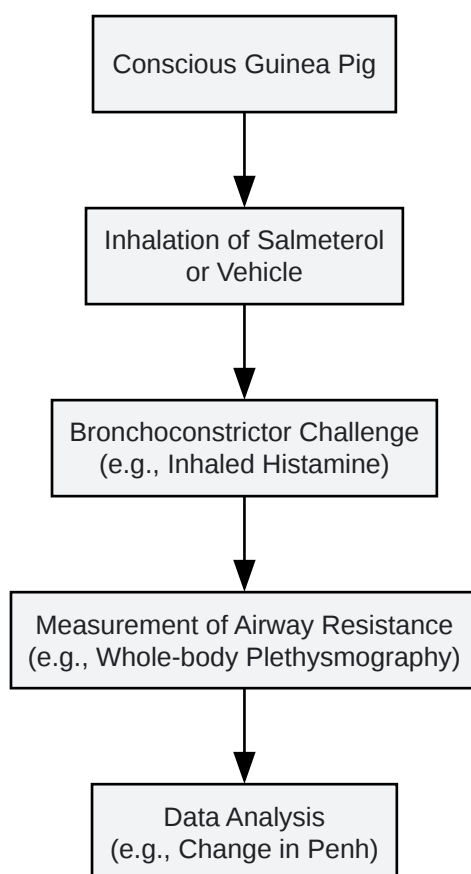 Conscious Guinea Pig
Inhalation of Salmeterol
or Vehicle
Bronchoconstrictor Challenge
(e.g., Inhaled Histamine)
Measurement of Airway Resistance
(e.g., Whole-body Plethysmography)
Data Analysis
(e.g., Change in Penh)